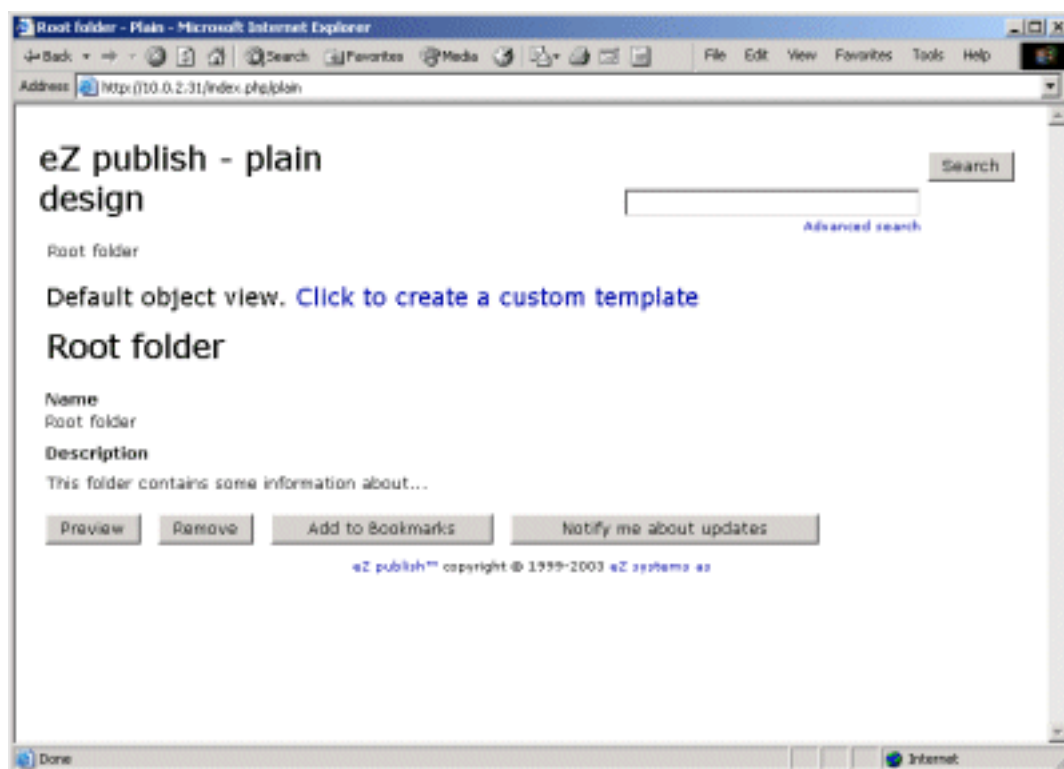 Root folder - Plain - Microsoft Internet Explorer
Back Search Favorites Media File Edit View Favorites Tools Help
Address http://10.0.2.31/index.php/plain
eZ publish - plain
design
Search
Advanced search
Root folder
Default object view. Click to create a custom template
Root folder
Name
Root folder
Description
This folder contains some information about...
Preview Remove Add to Bookmarks Notify me about updates
eZ publish™ copyright © 1999-2003 eZ systems as
Done Internet